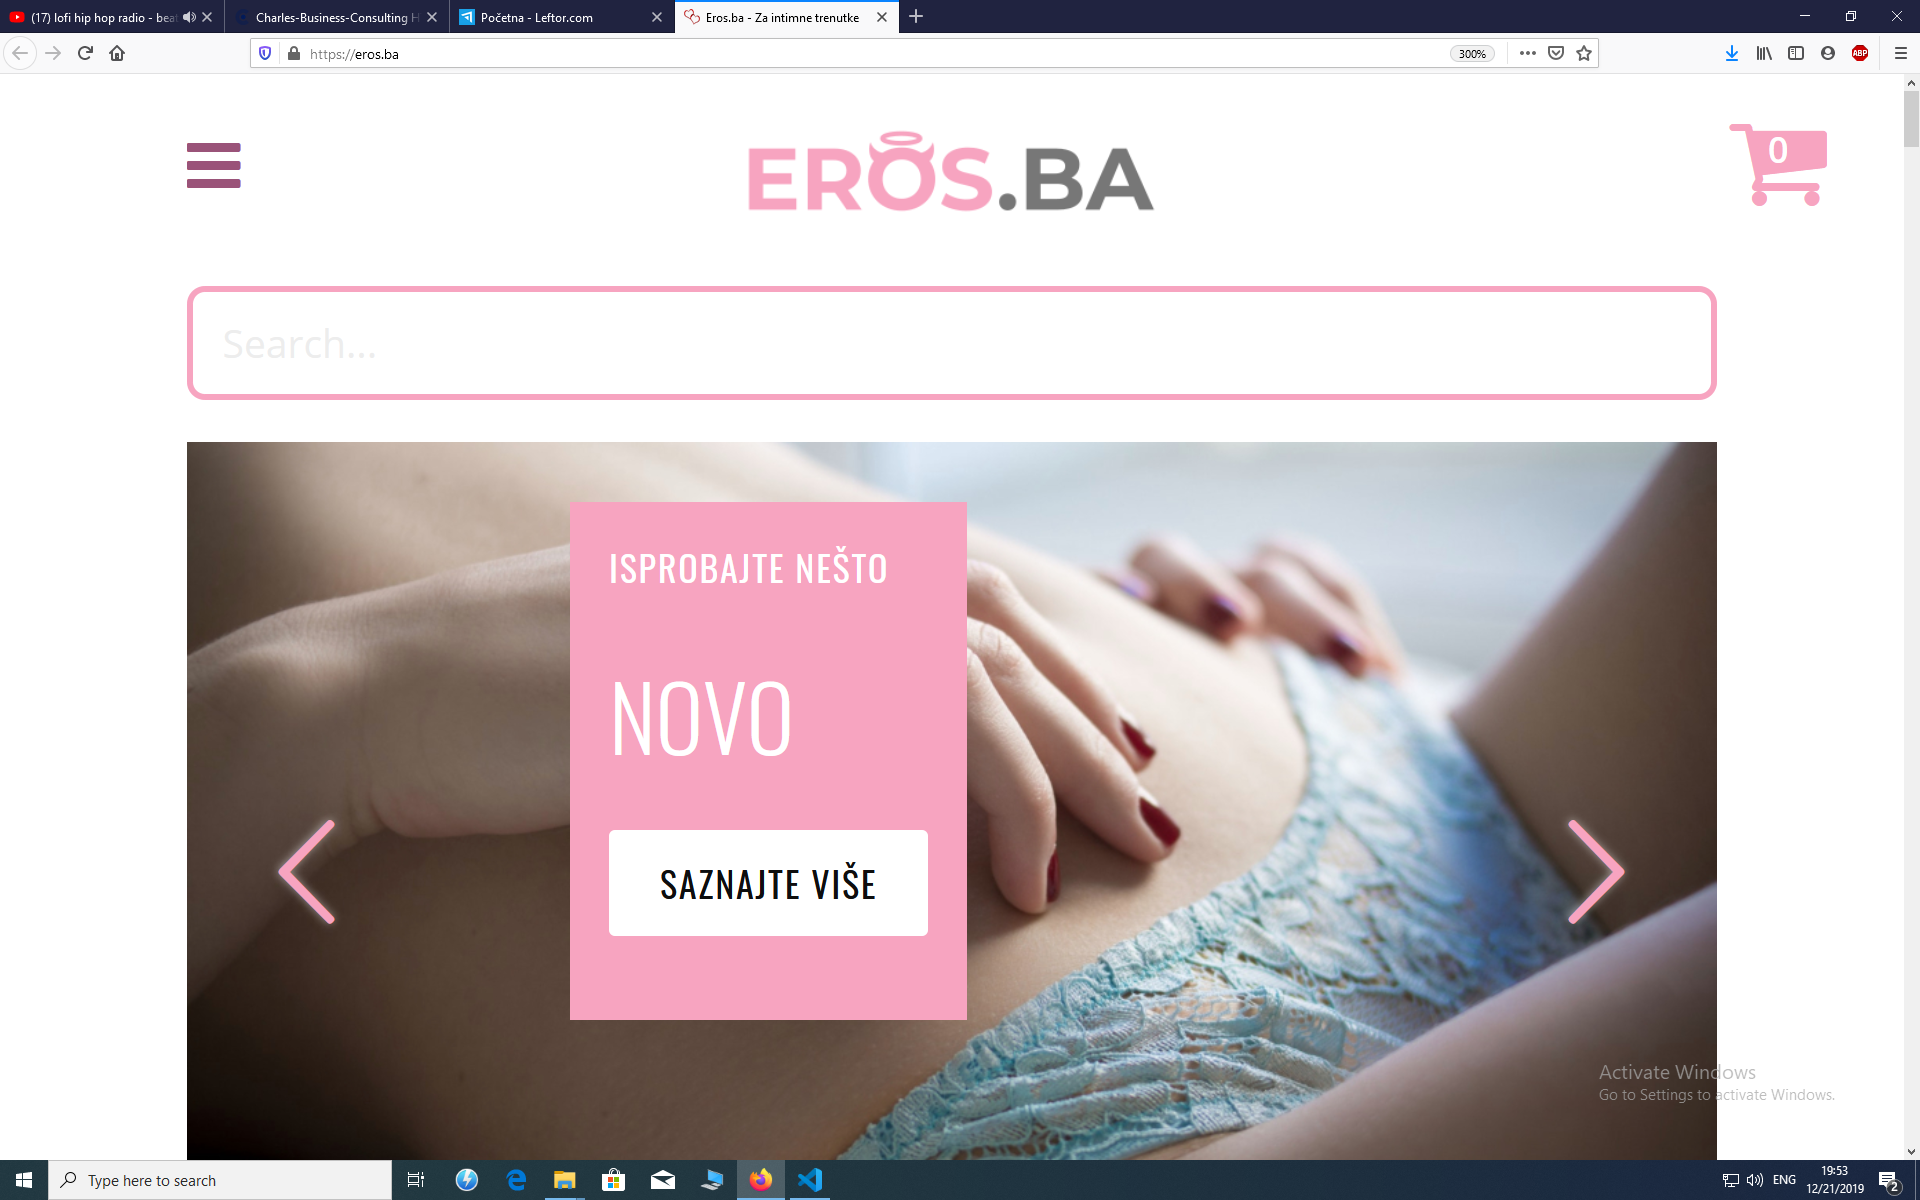 (17) lofi hip hop radio - beat
Charles-Business-Consulting H
Početna - Leftor.com
Eros.ba - Za intimne trenutke
https://eros.ba
300%
ABP
EROS.BA
0
Search...
ISPROBAJTE NEŠTO
NOVO
SAZNAJTE VIŠE
Activate Windows
Go to Settings to activate Windows.
Type here to search
ENG
19:53
12/21/2019
2